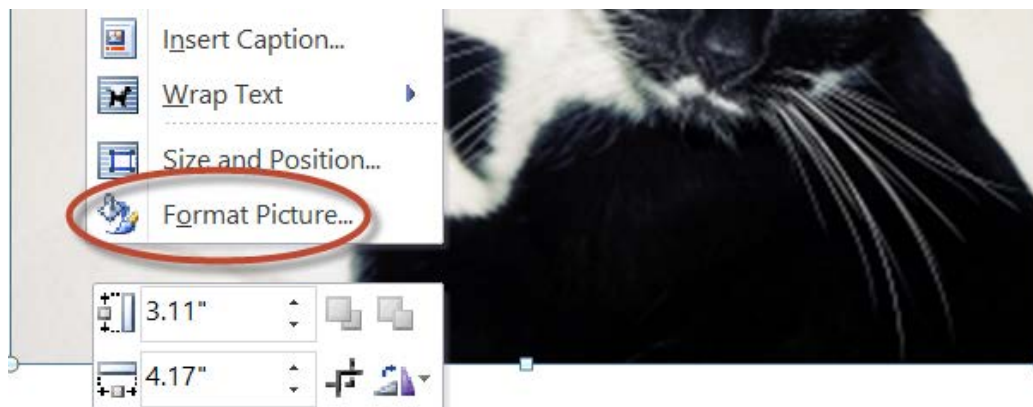 Insert Caption...
Wrap Text
Size and Position...
Format Picture...
3.11"
4.17"